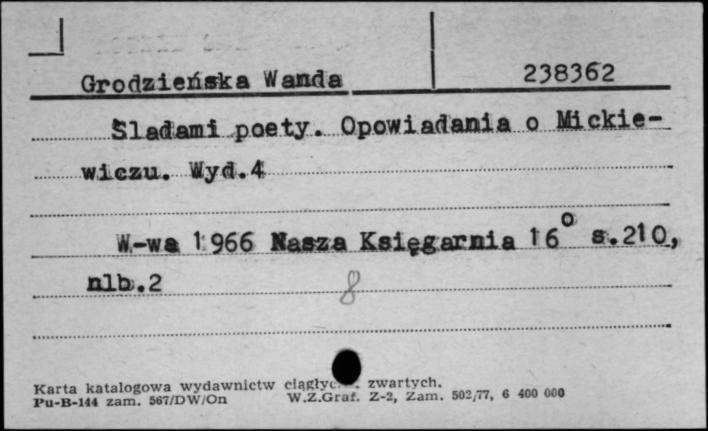 Grodzieńska Wanda 238362
Śladami poety. Opowiadania o Mickie-
wiczu. Wyd.4
W-wa 1966 Nasza Księgarnia 16° s.210,
nlb.2
8
Karta katalogowa wydawnictw zwartych.
Pu-B-144 zam. 567/DW/On W.Z.Graf. Z-2, Zam. 502/77, 6 400 000